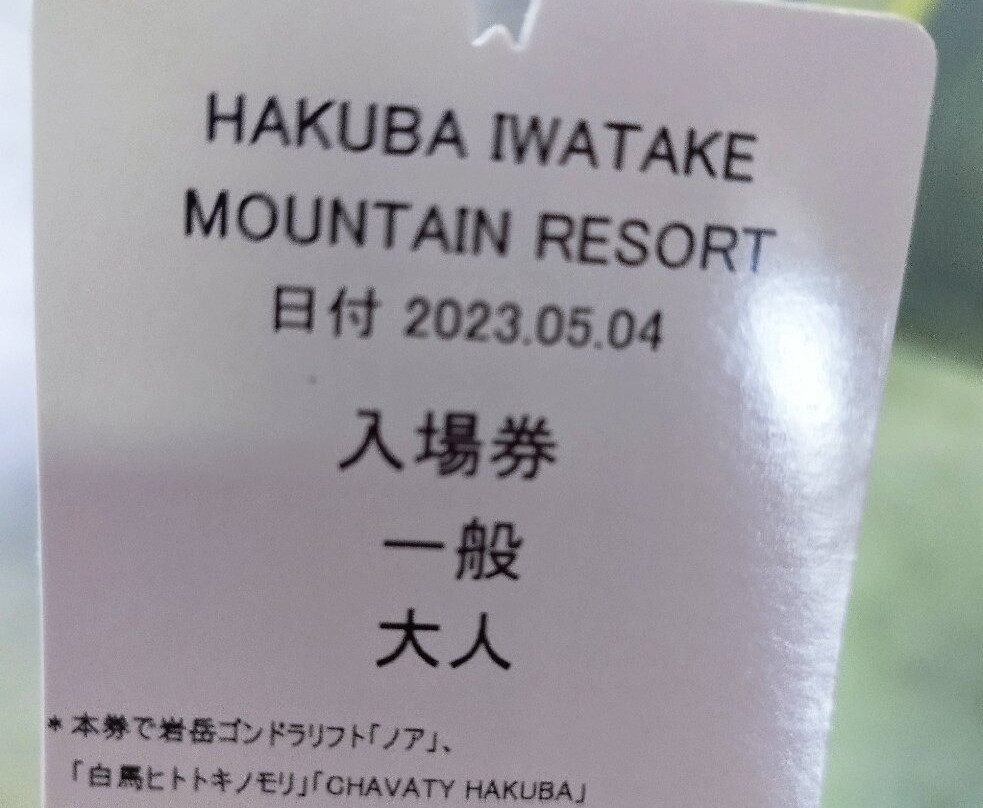 HAKUBA IWATAKE
MOUNTAIN RESORT
日付 2023.05.04
入場券
一般
大人
* 本券で岩岳ゴンドラリフト「ノア」、
「白馬ヒトトキノモリ」「CHAVATY HAKUBA」